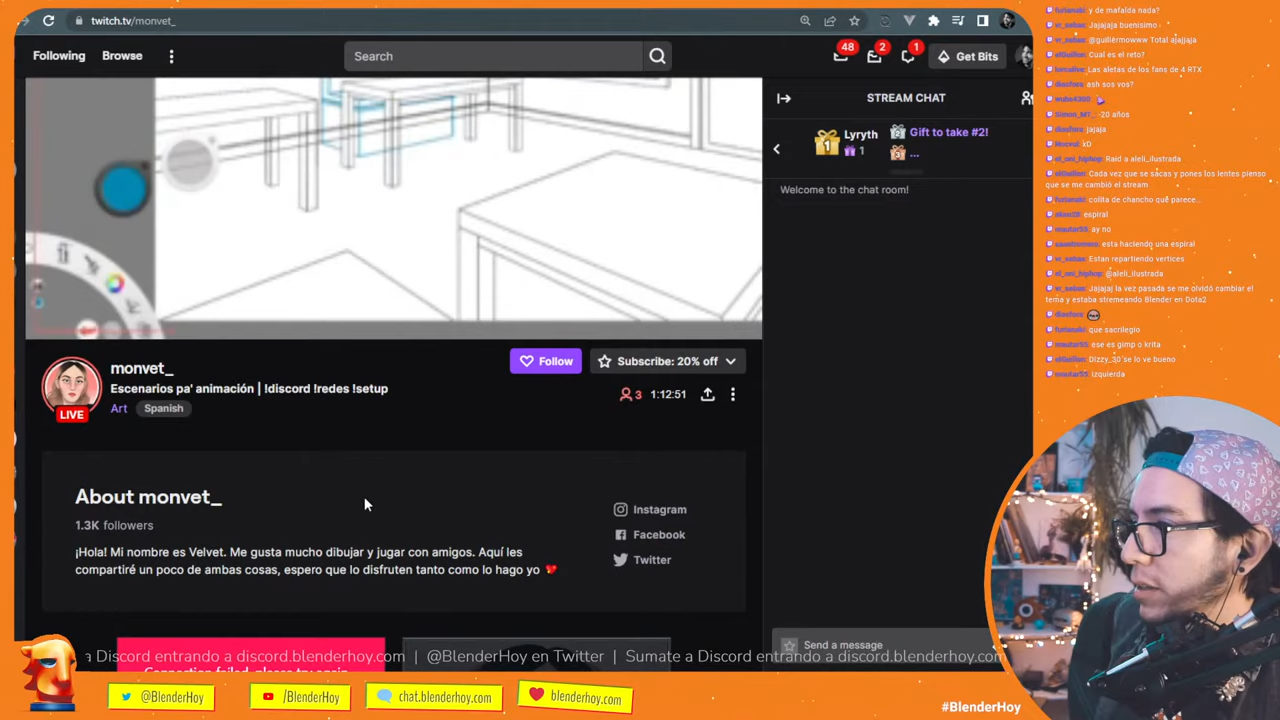 twitch.tv/monvet_
Following Browse
Search
48 2 1
Get Bits
STREAM CHAT
1 Lyryth
1
2 Gift to take #2!
3 ...
Welcome to the chat room!
monvet_
Escenarios pa' animación | !discord !redes !setup
Art Spanish
LIVE
Follow
Subscribe: 20% off
3 1:12:51
About monvet_
1.3K followers
¡Hola! Mi nombre es Velvet. Me gusta mucho dibujar y jugar con amigos. Aquí les
compartiré un poco de ambas cosas, espero que lo disfruten tanto como lo hago yo
Instagram
Facebook
Twitter
Send a message
a Discord entrando a discord.blenderhoy.com | @BlenderHoy en Twitter | Sumate a Discord entrando a discord.blenderhoy.com
@BlenderHoy
/BlenderHoy
chat.blenderhoy.com
blenderhoy.com
#BlenderHoy
y de mafalda nada?
Jajajaja buenisimo
@guillermowww Total ajajjaja
Cual es el reto?
Las aletas de los fans de 4 RTX
ash sos vos?
-20 años
jajaja
xD
Raid a aleli_ilustrada
Cada vez que se sacas y pones los lentes pienso
que se me cambió el stream
colita de chancho que parece...
espiral
ay no
esta haciendo una espiral
Estan repartiendo vertices
@aleli_ilustrada
Jajajaj la vez pasada se me olvidó cambiar el
tema y estaba stremeando Blender en Dota2
que sacrilegio
ese es gimp o krita
Dizzy_30 se lo ve bueno
izquierda